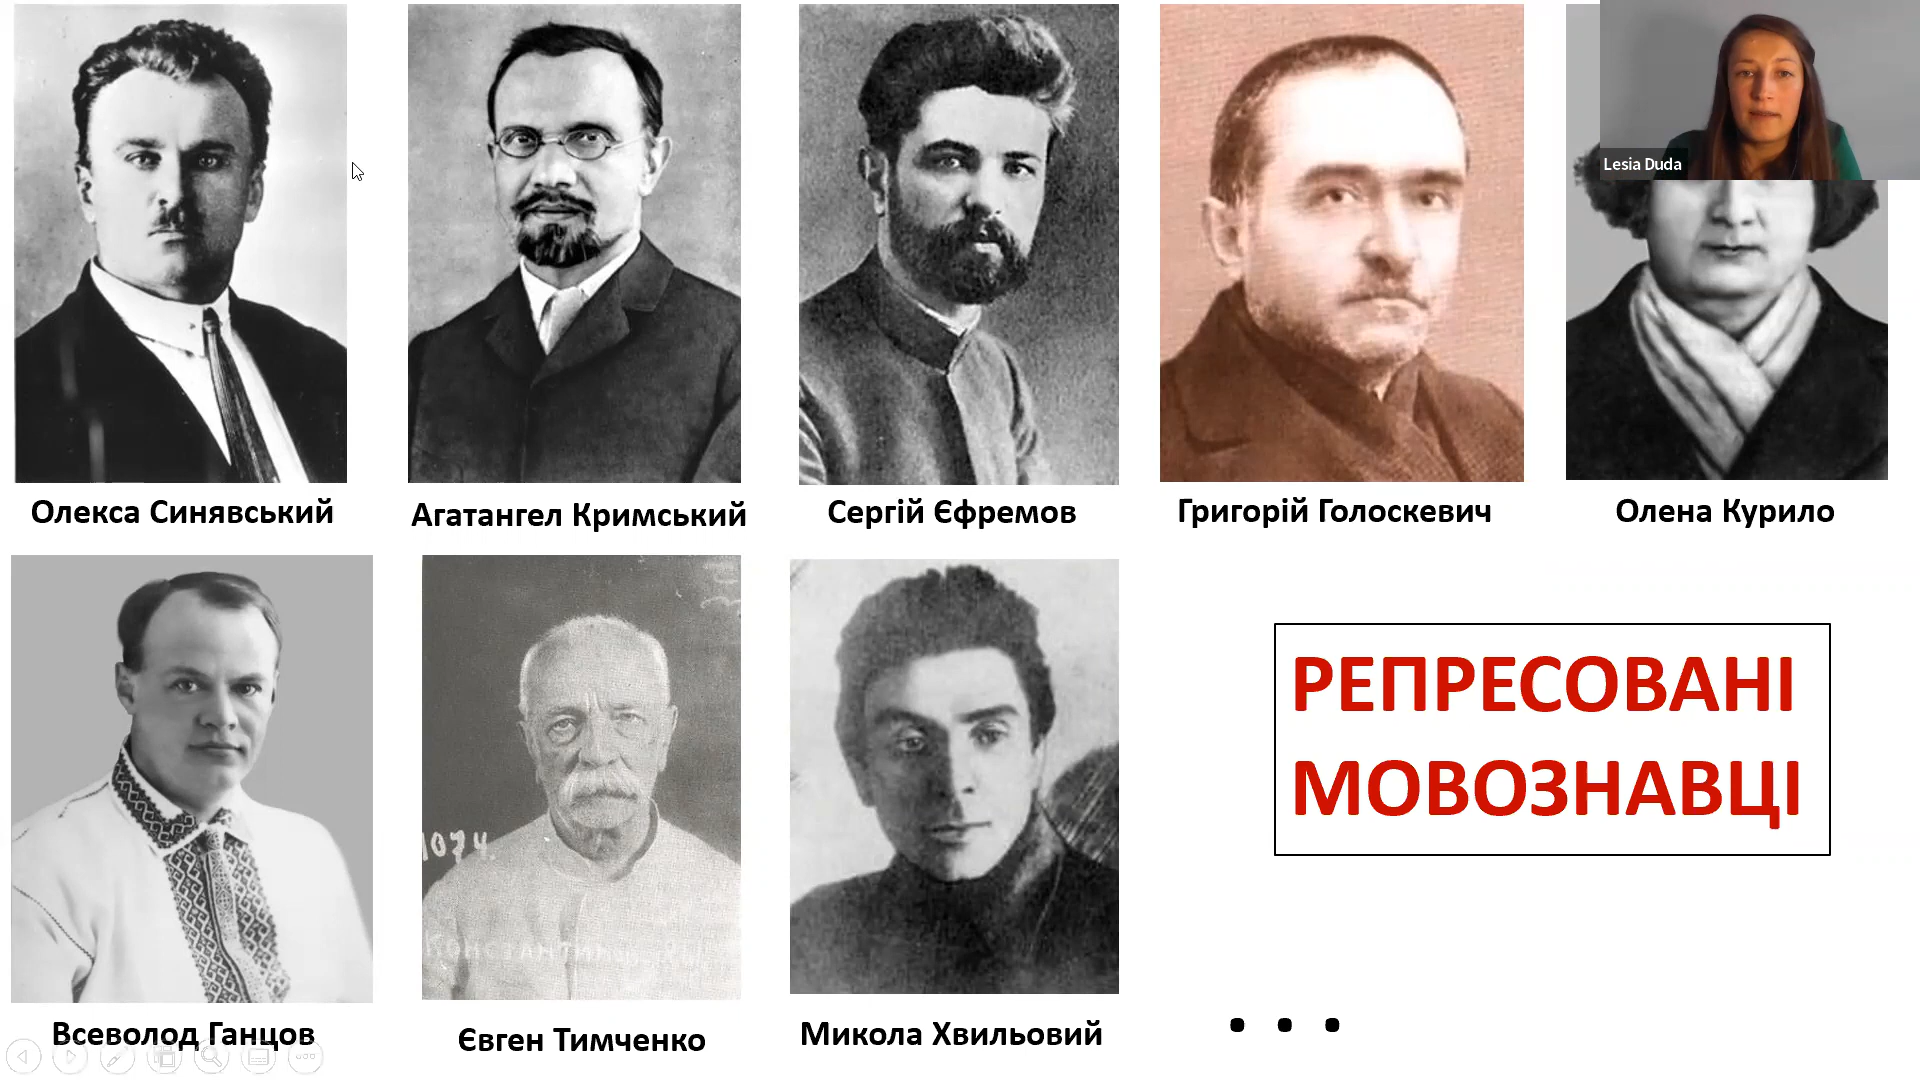 Lesia Duda
Олекса Синявський
Агатангел Кримський
Сергій Єфремов
Григорій Голоскевич
Олена Курило
РЕПРЕСОВАНІ
МОВОЗНАВЦІ
1074.
Всеволод Ганцов
Євген Тимченко
Микола Хвильовий
• • •